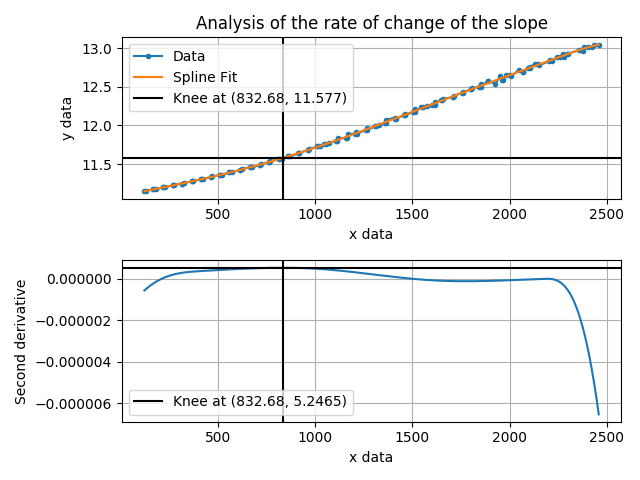 Analysis of the rate of change of the slope
13.0
12.5
12.0
11.5
y data
Data
Spline Fit
Knee at (832.68, 11.577)
500
1000
1500
2000
2500
x data
0.000000
−0.000002
−0.000004
−0.000006
Second derivative
Knee at (832.68, 5.2465)
500
1000
1500
2000
2500
x data